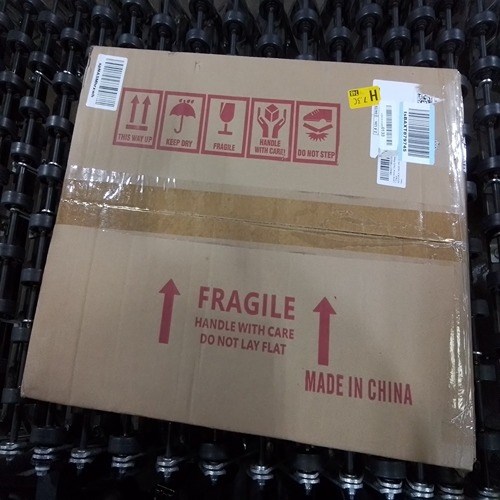 THIS WAY UP
KEEP DRY
FRAGILE
HANDLE
WITH CARE!
DO NOT STEP
H
FRAGILE
HANDLE WITH CARE
DO NOT LAY FLAT
MADE IN CHINA